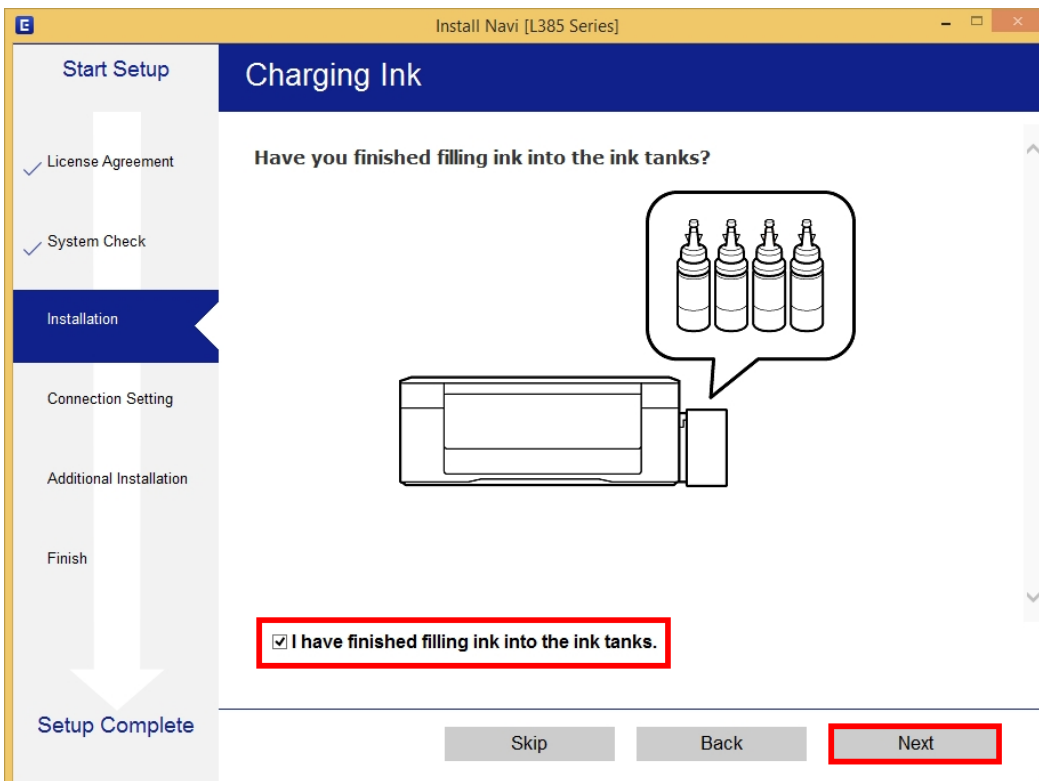 E
Install Navi [L385 Series]
Start Setup
Charging Ink
License Agreement
System Check
Installation
Connection Setting
Additional Installation
Finish
Setup Complete
Have you finished filling ink into the ink tanks?
I have finished filling ink into the ink tanks.
Skip
Back
Next